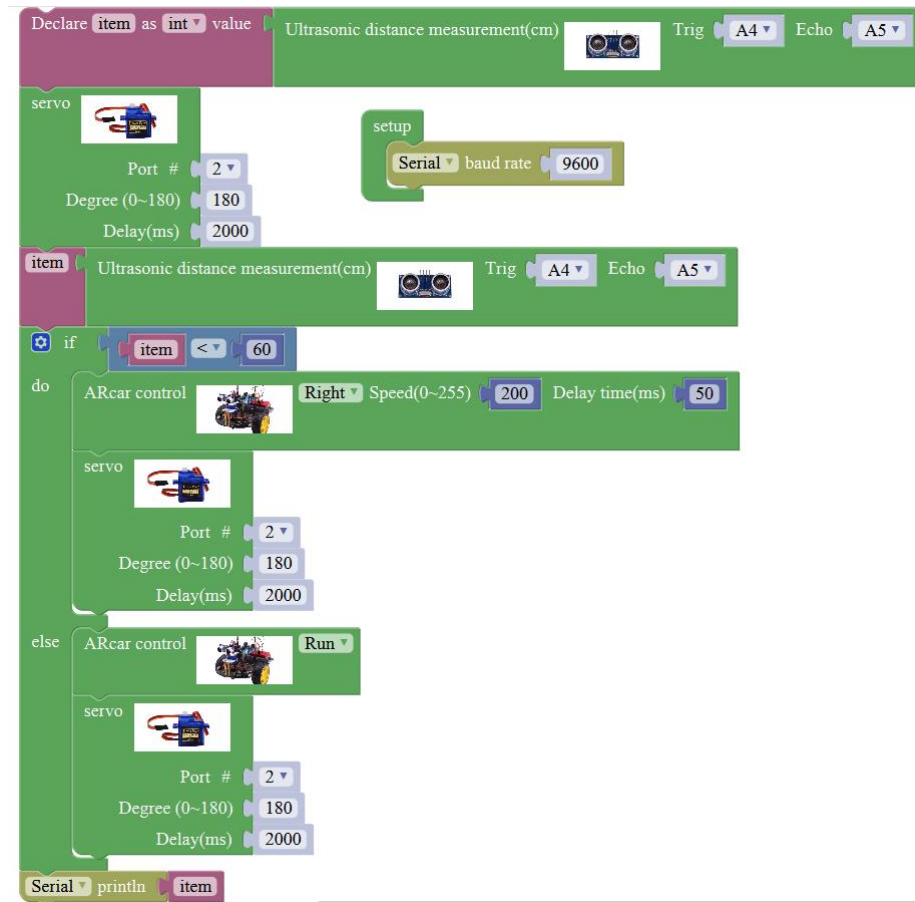 Declare item as int value Ultrasonic distance measurement(cm) Trig A4 Echo A5
servo
Port # 2
Degree (0~180) 180
Delay(ms) 2000
setup
Serial baud rate 9600
item Ultrasonic distance measurement(cm) Trig A4 Echo A5
if item < 60
do ARcar control Right Speed(0~255) 200 Delay time(ms) 50
servo
Port # 2
Degree (0~180) 180
Delay(ms) 2000
else ARcar control Run
servo
Port # 2
Degree (0~180) 180
Delay(ms) 2000
Serial println item